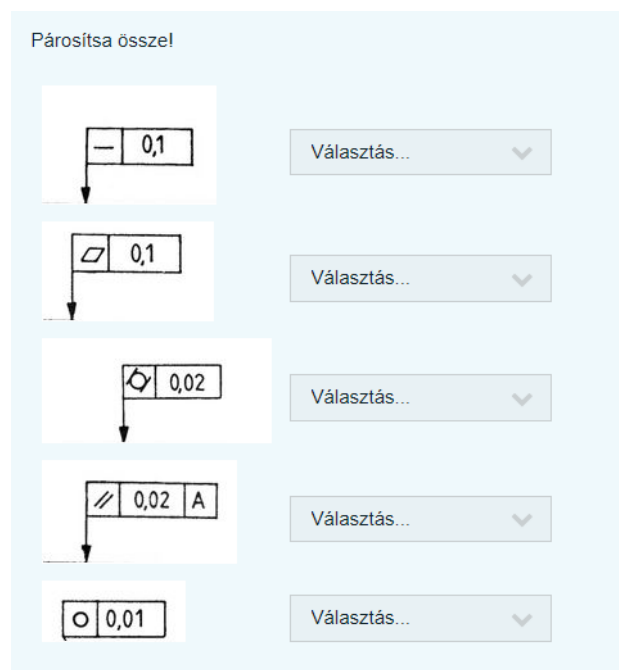 Párosítsa össze!
— 0,1
Választás...
⏥ 0,1
Választás...
⌭ 0,02
Választás...
// 0,02 A
Választás...
○ 0,01
Választás...